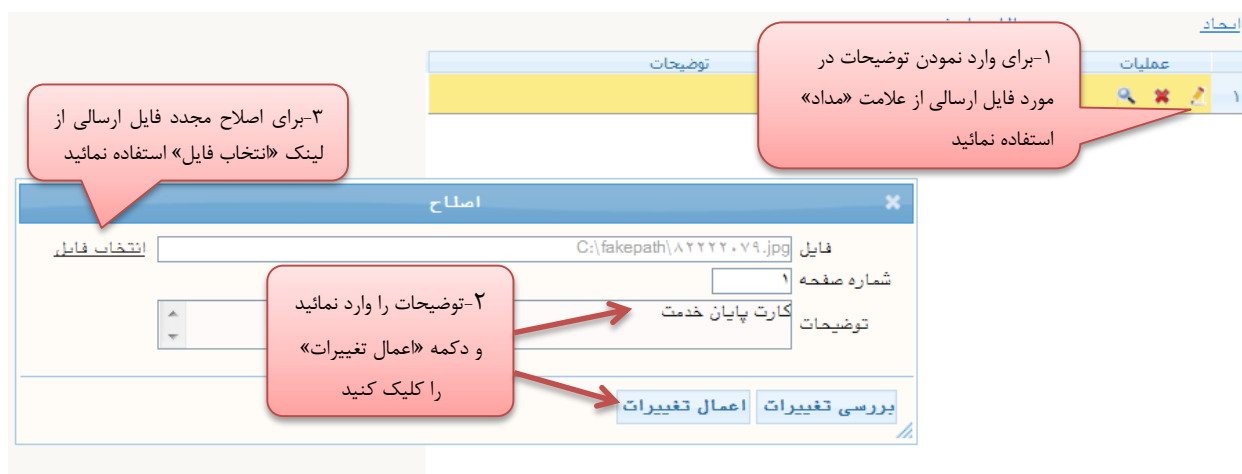 ایجاد
عملیات
توضیحات
۱
۱-برای وارد نمودن توضیحات در
مورد فایل ارسالی از علامت «مداد»
استفاده نمائید
۳-برای اصلاح مجدد فایل ارسالی از
لینک «انتخاب فایل» استفاده نمائید
اصلاح
فایل C:\fakepath\۸۲۲۲۲۰۷۹.jpg انتخاب فایل
شماره صفحه ۱
توضیحات کارت پایان خدمت
۲-توضیحات را وارد نمائید
و دکمه «اعمال تغییرات»
را کلیک کنید
بررسی تغییرات اعمال تغییرات